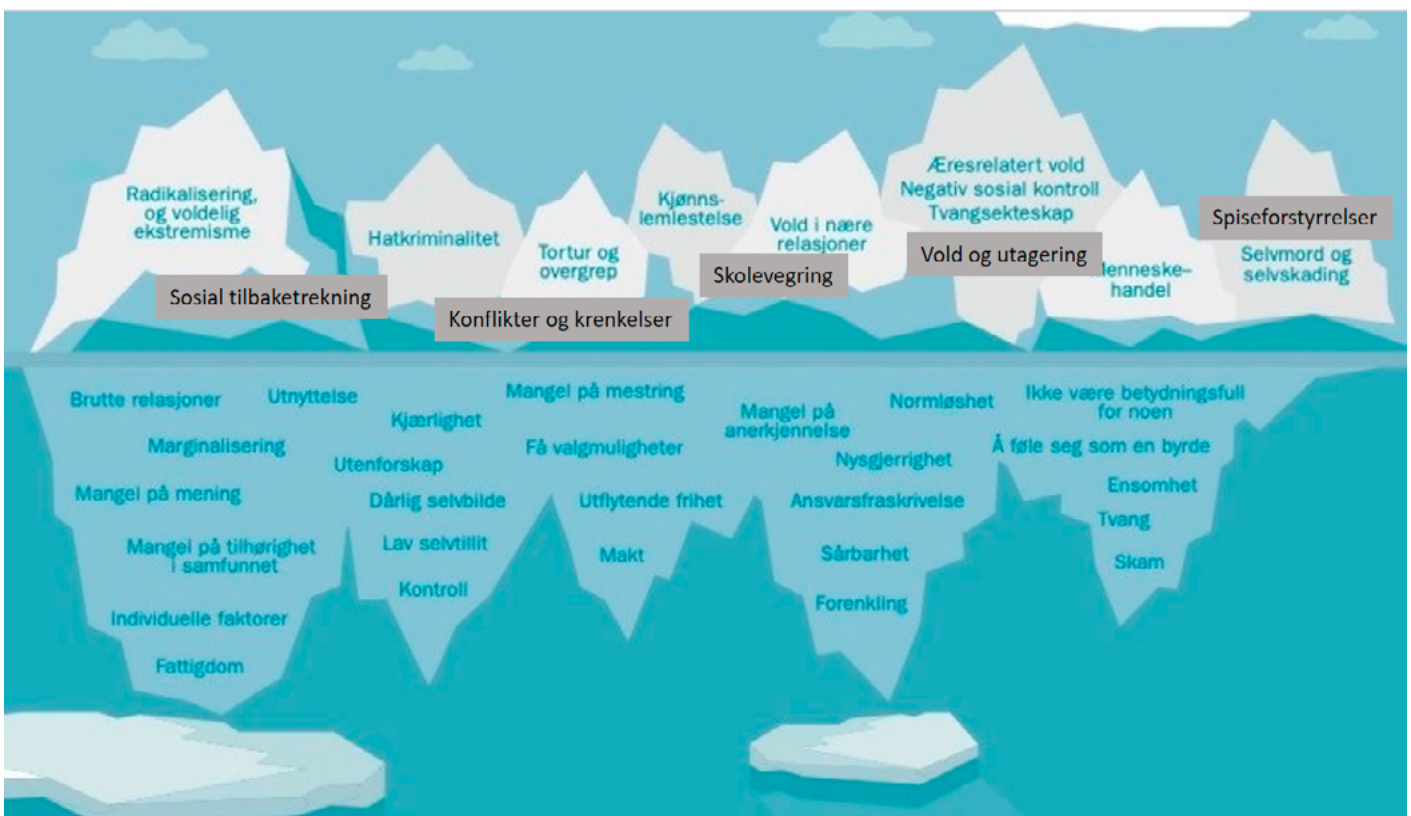 Radikalisering,
og voldelig
ekstremisme
Sosial tilbaketrekning
Hatkriminalitet
Tortur og
overgrep
Konflikter og krenkelser
Kjønns-
lemlestelse
Vold i nære
relasjoner
Skolevegring
Æresrelatert vold
Negativ sosial kontroll
Tvangsekteskap
Vold og utagering
enneske-
handel
Spiseforstyrrelser
Selvmord og
selvskading
Brutte relasjoner
Utnyttelse
Kjærlighet
Marginalisering
Utenforskap
Mangel på mening
Dårlig selvbilde
Mangel på tilhørighet
i samfunnet
Lav selvtillit
Kontroll
Individuelle faktorer
Fattigdom
Mangel på mestring
Få valgmuligheter
Utflytende frihet
Makt
Mangel på
anerkjennelse
Normløshet
Nysgjerrighet
Ansvarsfraskrivelse
Sårbarhet
Forenkling
Ikke være betydningsfull
for noen
Å føle seg som en byrde
Ensomhet
Tvang
Skam